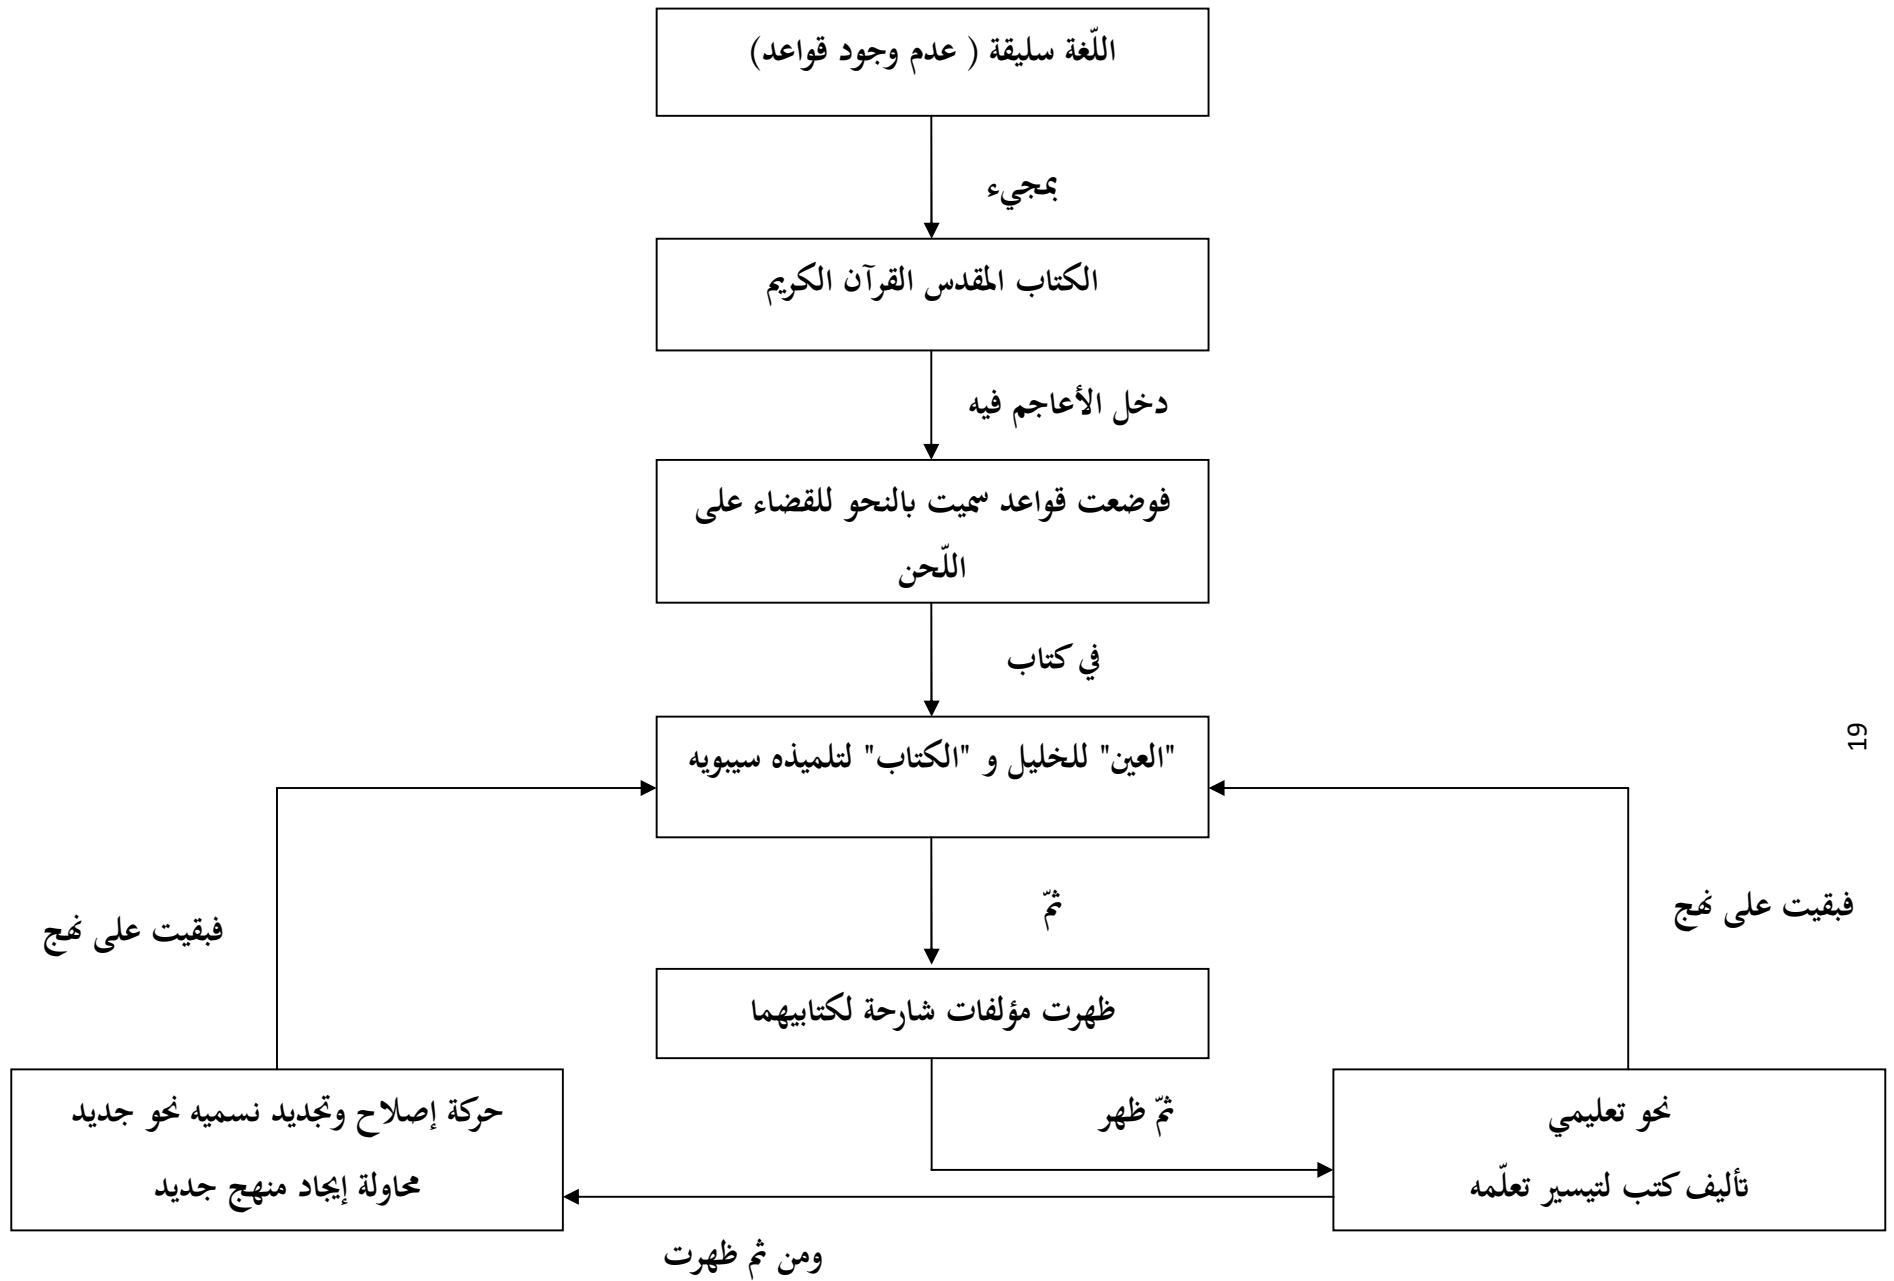 اللّغة سليقة ( عدم وجود قواعد)
بمجيء
الكتاب المقدس القرآن الكريم
دخل الأعاجم فيه
فوضعت قواعد سميت بالنحو للقضاء على
اللّحن
في كتاب
"العين" للخليل و "الكتاب" لتلميذه سيبويه
ثمّ
ظهرت مؤلفات شارحة لكتابيهما
ثمّ ظهر
نحو تعليمي
تأليف كتب لتيسير تعلّمه
فبقيت على نهج
ومن ثم ظهرت
حركة إصلاح وتجديد نسميه نحو جديد
محاولة إيجاد منهج جديد
فبقيت على نهج
19